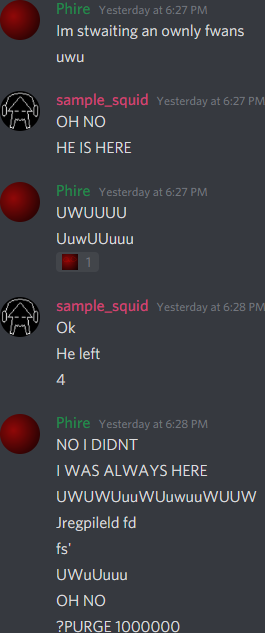 Phire Yesterday at 6:27 PM
Im stwaiting an ownly fwans
uwu
sample_squid Yesterday at 6:27 PM
OH NO
HE IS HERE
Phire Yesterday at 6:27 PM
UWUUUU
UuwUUuuu
1
sample_squid Yesterday at 6:28 PM
Ok
He left
4
Phire Yesterday at 6:28 PM
NO I DIDNT
I WAS ALWAYS HERE
UWUWUuuWUuwuuWUUW
Jregpileld fd
fs'
UWuUuuu
OH NO
?PURGE 1000000